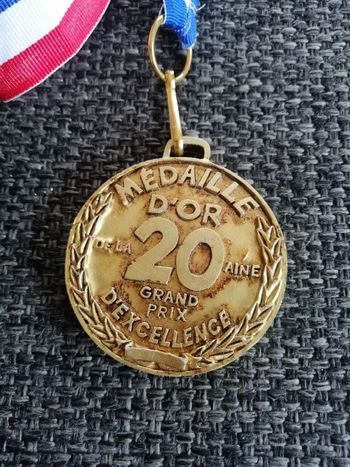 MÉDAILLE
D'OR
DE LA 20 AINE
GRAND
PRIX
D'EXCELLENCE